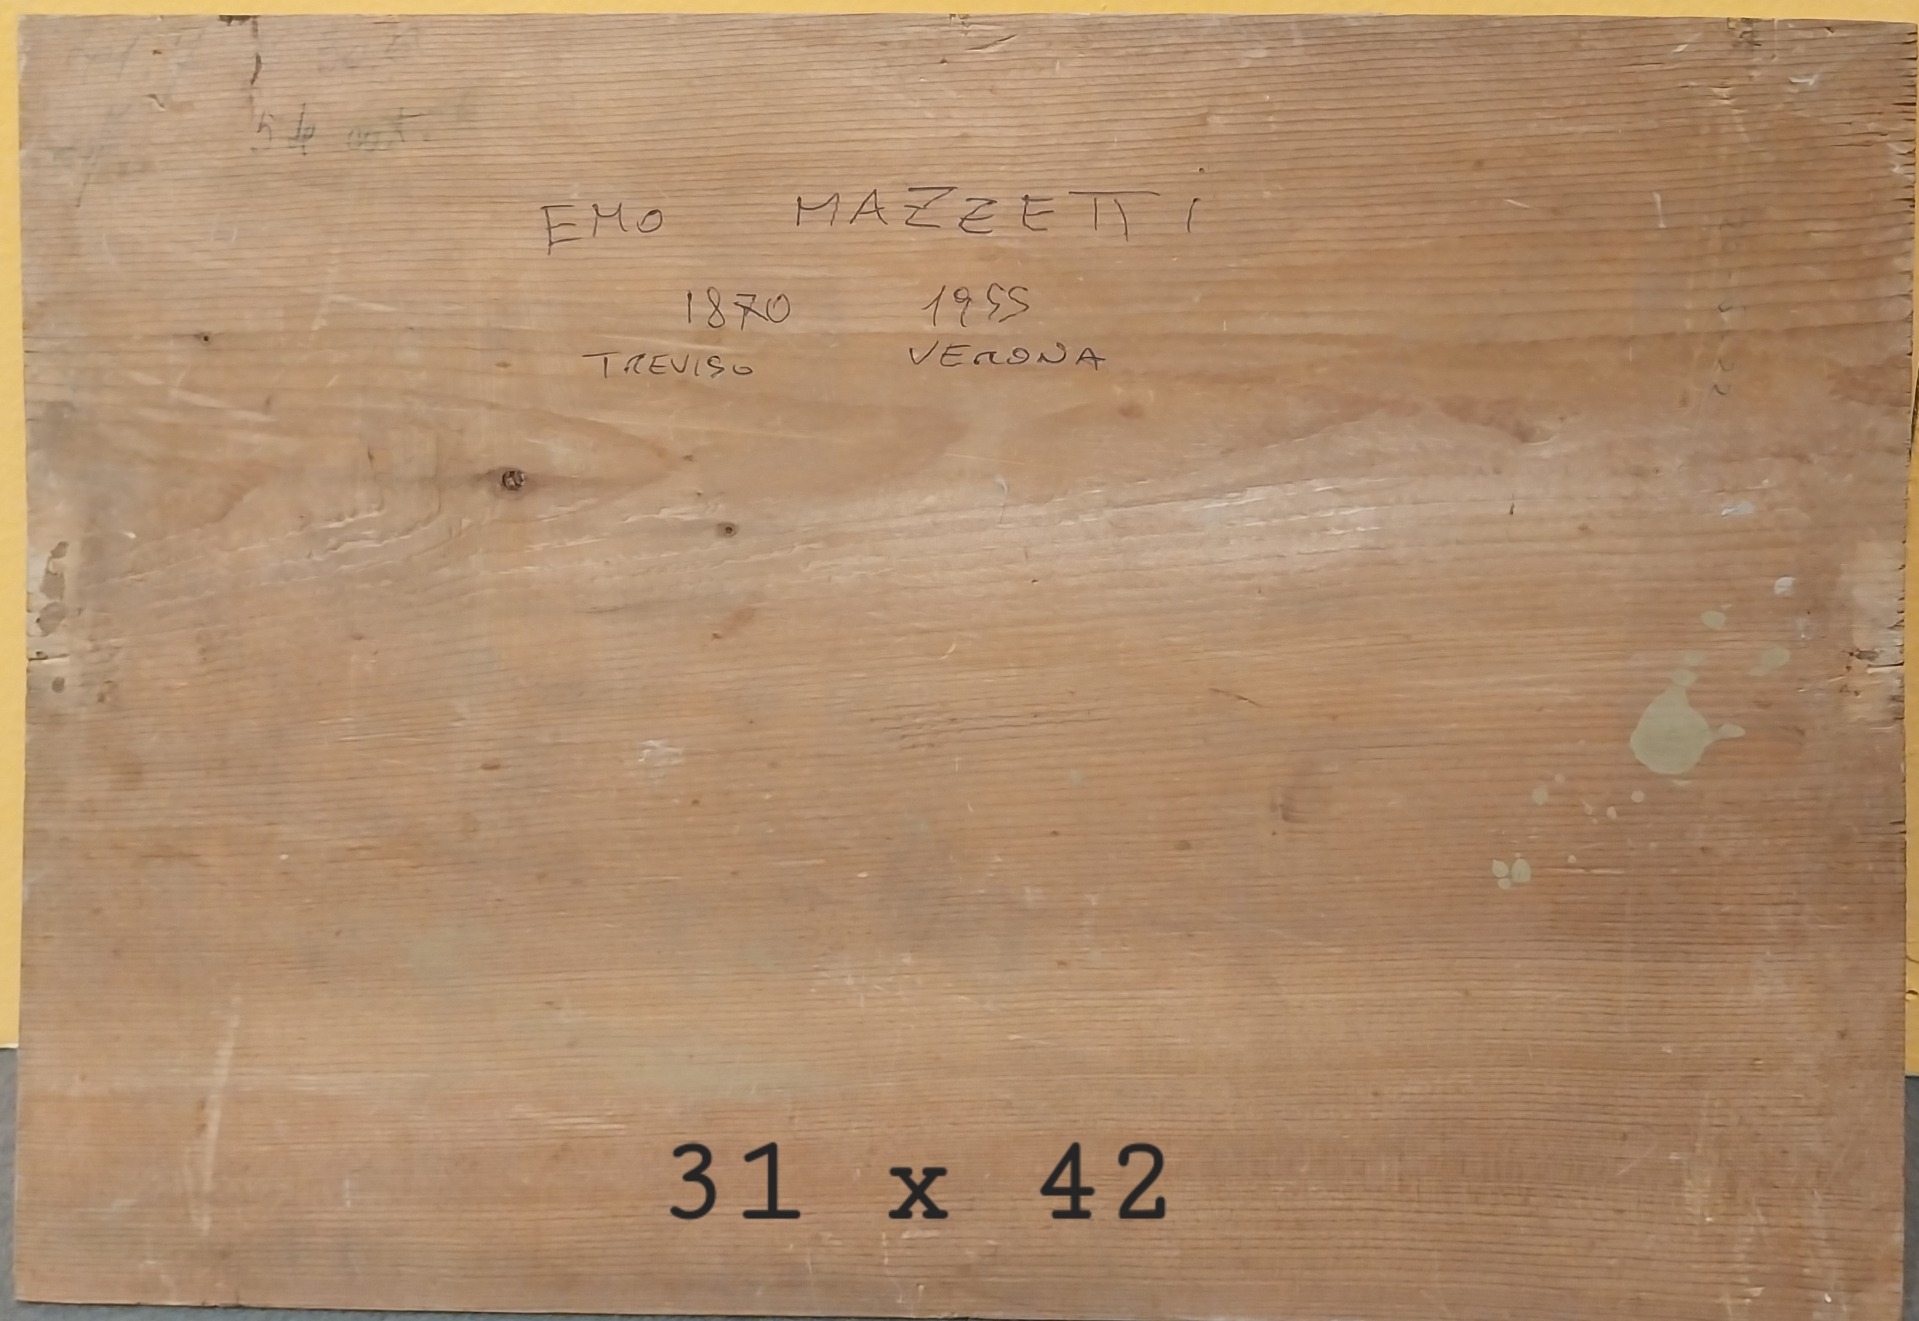 EMO MAZZETTi
1870 1955
TREVISO VERONA
31 x 42